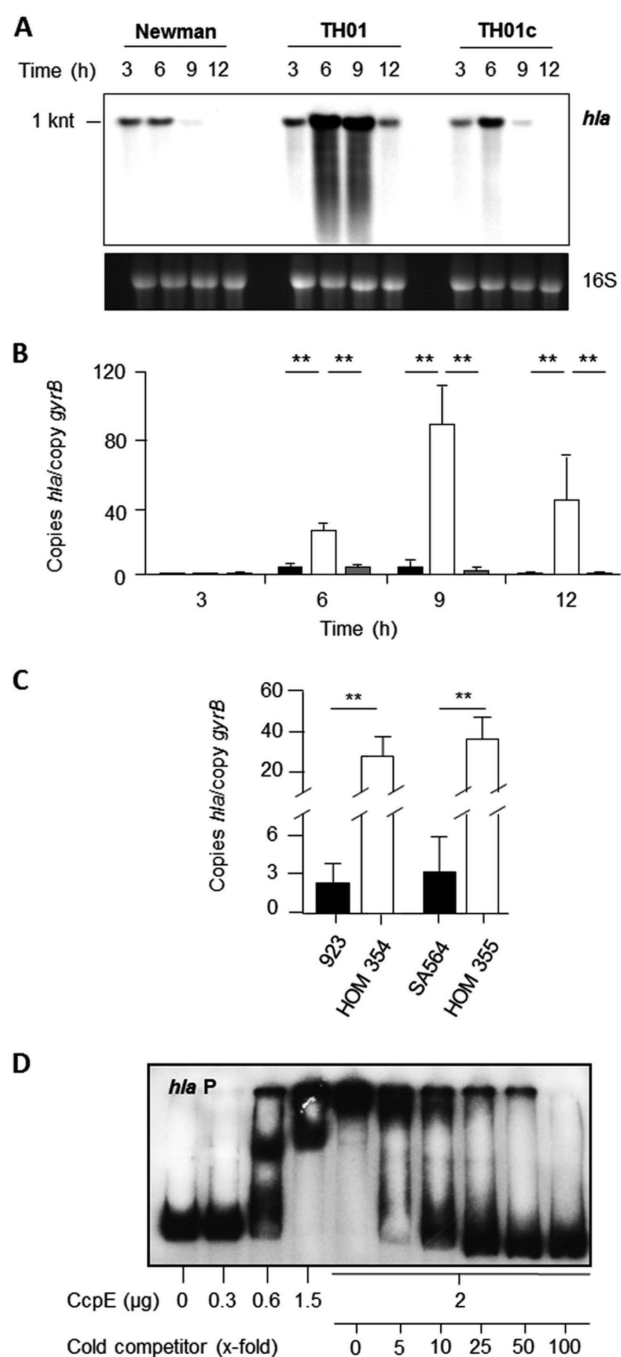 A
Newman TH01 TH01c
Time (h) 3 6 9 12 3 6 9 12 3 6 9 12
1 knt – hla
16S
B
** ** ** ** ** **
120
80
40
0
Copies hla/copy gyrB
3 6 9 12
Time (h)
C
** **
60
40
20
6
3
0
Copies hla/copy gyrB
923 HOM 354 SA564 HOM 355
D
hla P
CcpE (µg) 0 0.3 0.6 1.5 2
Cold competitor (x-fold) 0 5 10 25 50 100